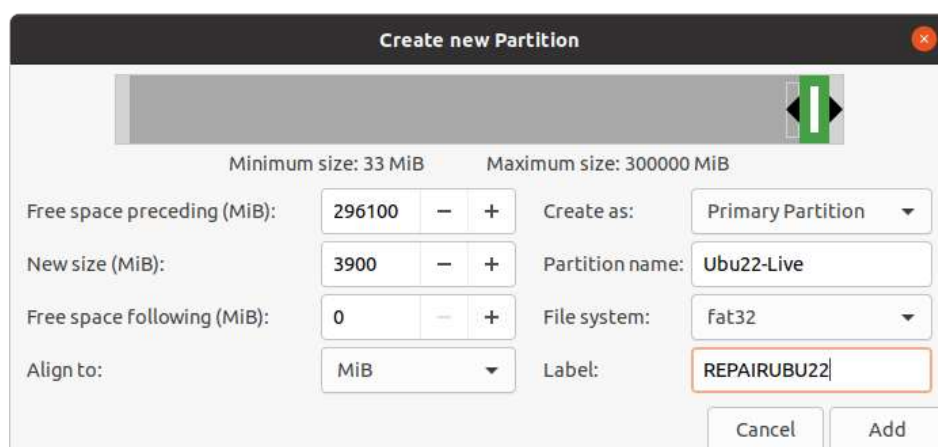 Create new Partition
Minimum size: 33 MiB Maximum size: 300000 MiB
Free space preceding (MiB): 296100 − + Create as: Primary Partition
New size (MiB): 3900 − + Partition name: Ubu22-Live
Free space following (MiB): 0 − + File system: fat32
Align to: MiB Label: REPAIRUBU22
Cancel Add